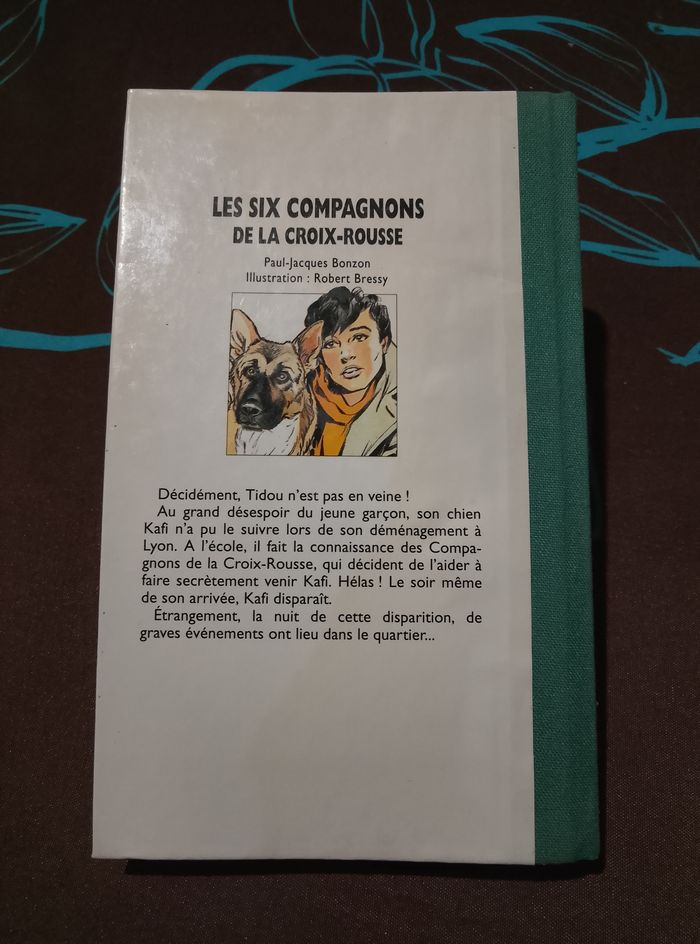 LES SIX COMPAGNONS
DE LA CROIX-ROUSSE
Paul-Jacques Bonzon
Illustration : Robert Bressy
Décidément, Tidou n'est pas en veine !
Au grand désespoir du jeune garçon, son chien
Kafi n'a pu le suivre lors de son déménagement à
Lyon. A l'école, il fait la connaissance des Compa-
gnons de la Croix-Rousse, qui décident de l'aider à
faire secrètement venir Kafi. Hélas ! Le soir même
de son arrivée, Kafi disparaît.
Étrangement, la nuit de cette disparition, de
graves événements ont lieu dans le quartier...